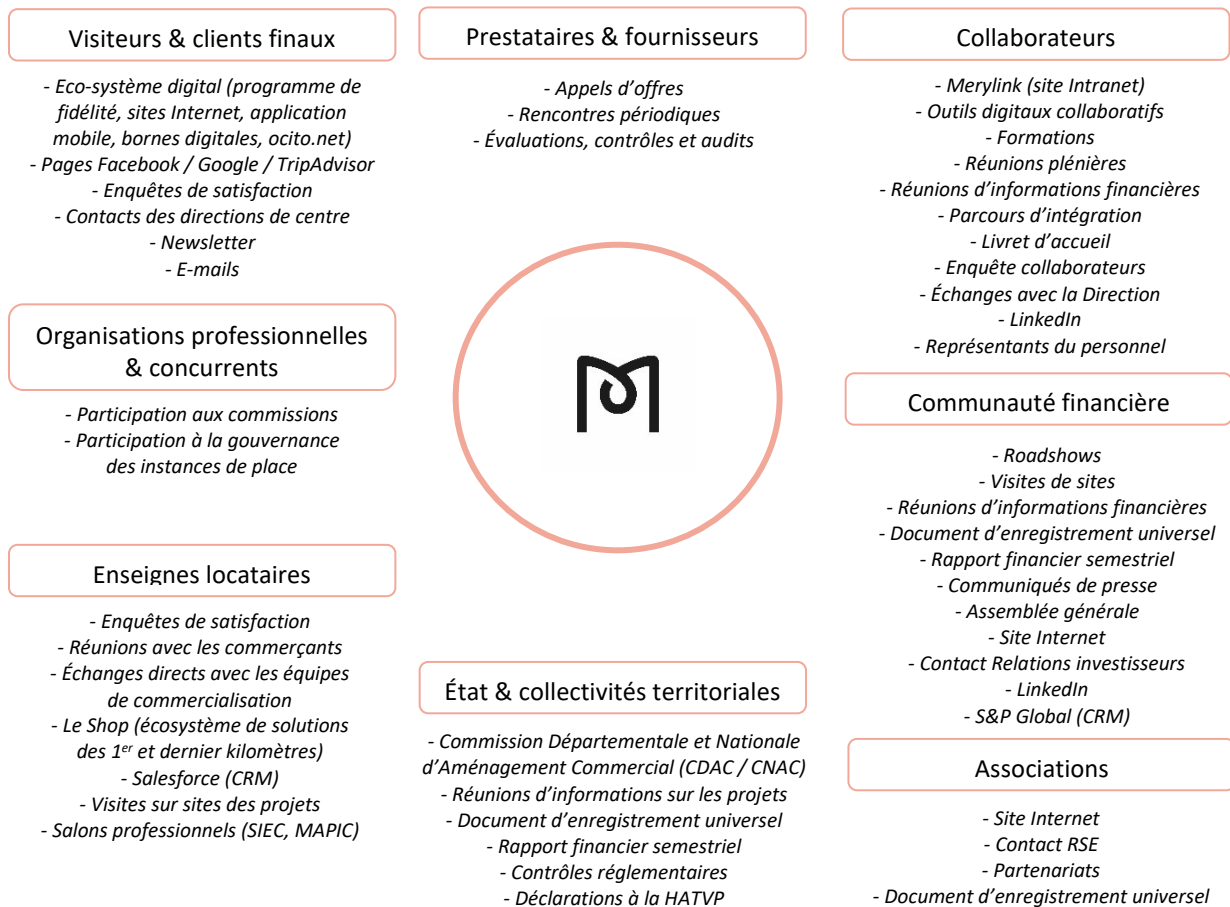 Visiteurs & clients finaux
- Eco-système digital (programme de
fidélité, sites Internet, application
mobile, bornes digitales, ocito.net)
- Pages Facebook / Google / TripAdvisor
- Enquêtes de satisfaction
- Contacts des directions de centre
- Newsletter
- E-mails
Organisations professionnelles
& concurrents
- Participation aux commissions
- Participation à la gouvernance
des instances de place
Enseignes locataires
- Enquêtes de satisfaction
- Réunions avec les commerçants
- Échanges directs avec les équipes
de commercialisation
- Le Shop (écosystème de solutions
des 1er et dernier kilomètres)
- Salesforce (CRM)
- Visites sur sites des projets
- Salons professionnels (SIEC, MAPIC)
Prestataires & fournisseurs
- Appels d’offres
- Rencontres périodiques
- Évaluations, contrôles et audits
État & collectivités territoriales
- Commission Départementale et Nationale
d’Aménagement Commercial (CDAC / CNAC)
- Réunions d’informations sur les projets
- Document d’enregistrement universel
- Rapport financier semestriel
- Contrôles réglementaires
- Déclarations à la HATVP
Collaborateurs
- Merylink (site Intranet)
- Outils digitaux collaboratifs
- Formations
- Réunions plénières
- Réunions d’informations financières
- Parcours d’intégration
- Livret d’accueil
- Enquête collaborateurs
- Échanges avec la Direction
- LinkedIn
- Représentants du personnel
Communauté financière
- Roadshows
- Visites de sites
- Réunions d’informations financières
- Document d’enregistrement universel
- Rapport financier semestriel
- Communiqués de presse
- Assemblée générale
- Site Internet
- Contact Relations investisseurs
- LinkedIn
- S&P Global (CRM)
Associations
- Site Internet
- Contact RSE
- Partenariats
- Document d’enregistrement universel